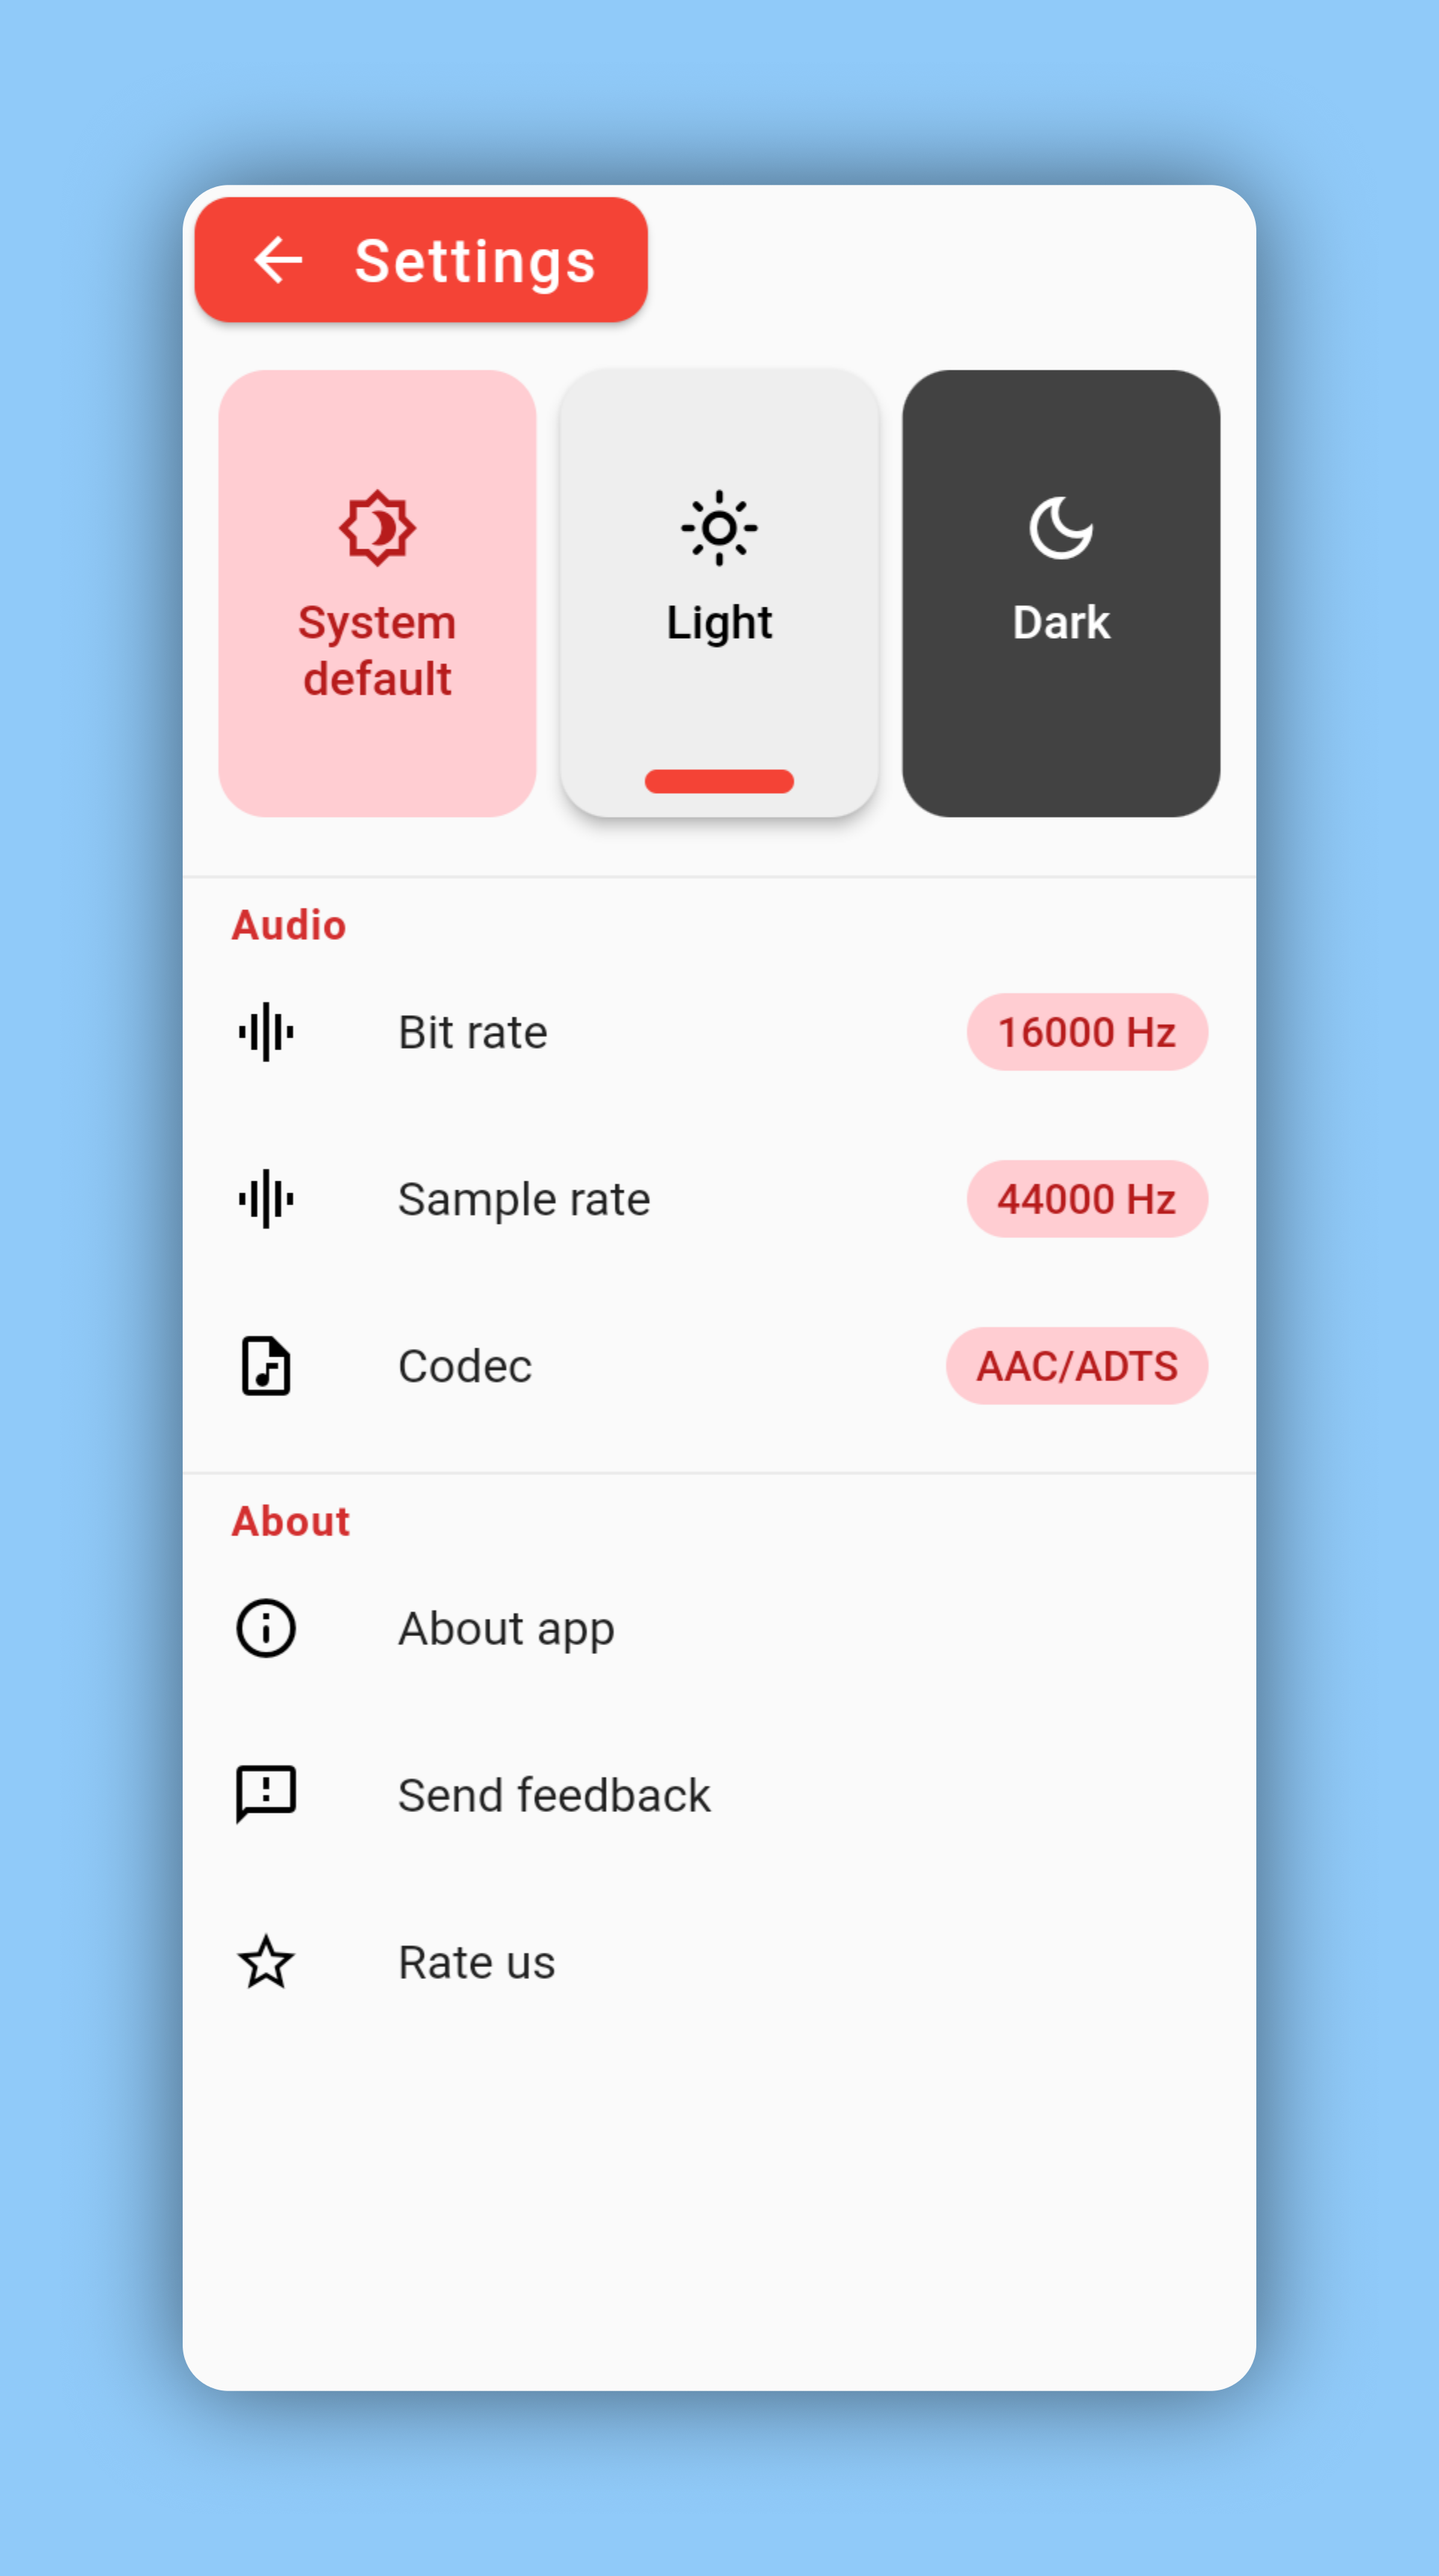 Settings
System
default
Light
Dark
Audio
Bit rate
16000 Hz
Sample rate
44000 Hz
Codec
AAC/ADTS
About
About app
Send feedback
Rate us